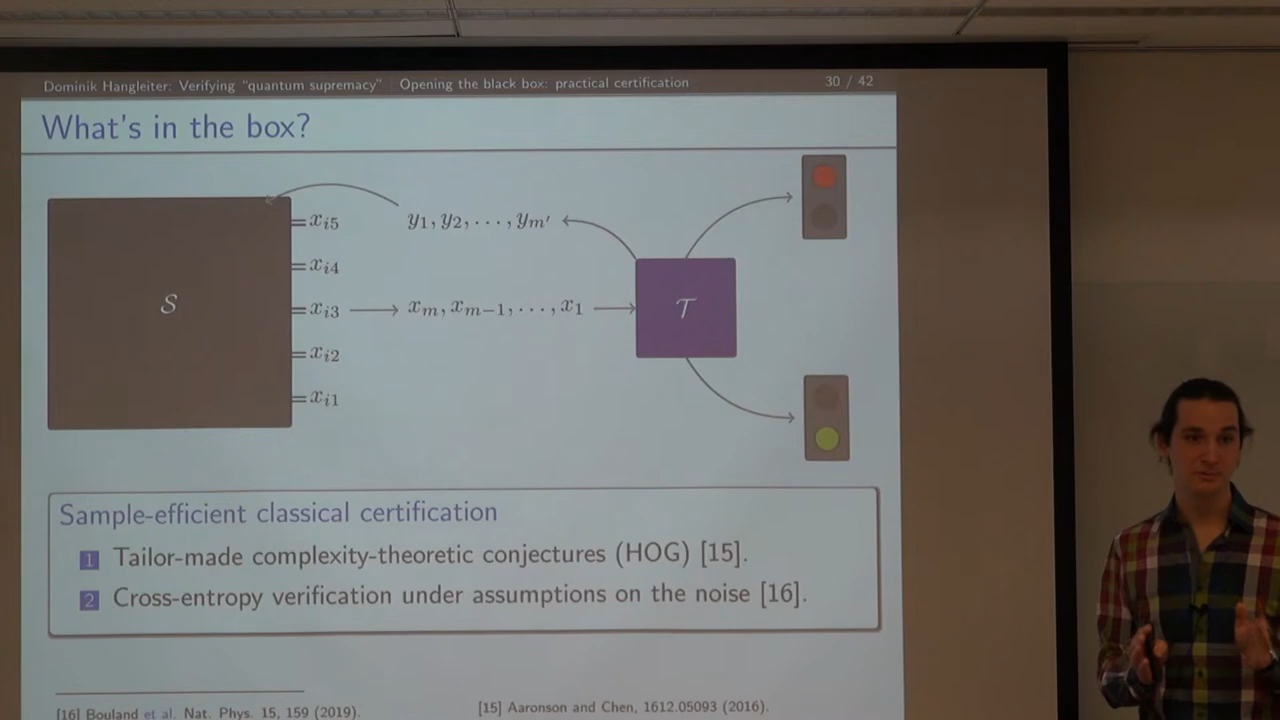 Dominik Hangleiter: Verifying "quantum supremacy" Opening the black box: practical certification 30 / 42
What's in the box?
= x_{i5} y_1, y_2, ..., y_{m'}
= x_{i4}
S = x_{i3} x_m, x_{m-1}, ..., x_1 T
= x_{i2}
= x_{i1}
Sample-efficient classical certification
1 Tailor-made complexity-theoretic conjectures (HOG) [15].
2 Cross-entropy verification under assumptions on the noise [16].
[16] Bouland et al. Nat. Phys. 15, 159 (2019). [15] Aaronson and Chen, 1612.05093 (2016).